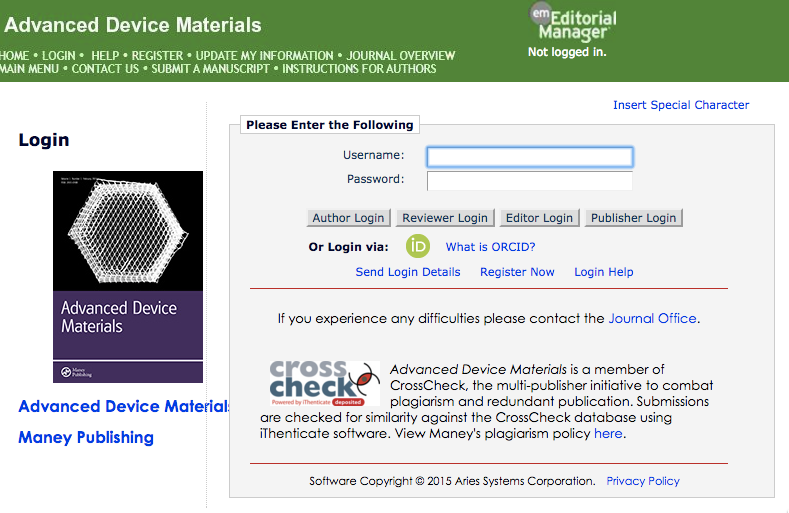 Advanced Device Materials
em Editorial
Manager®
Not logged in.
HOME • LOGIN • HELP • REGISTER • UPDATE MY INFORMATION • JOURNAL OVERVIEW
MAIN MENU • CONTACT US • SUBMIT A MANUSCRIPT • INSTRUCTIONS FOR AUTHORS
Insert Special Character
Login
Please Enter the Following
Username:
Password:
Author Login Reviewer Login Editor Login Publisher Login
Or Login via: iD What is ORCID?
Send Login Details Register Now Login Help
Advanced Device
Materials
Maney
Publishing
Advanced Device Materials
Maney Publishing
If you experience any difficulties please contact the Journal Office.
cross
check
Powered by iThenticate deposited
Advanced Device Materials is a member of
CrossCheck, the multi-publisher initiative to combat
plagiarism and redundant publication. Submissions
are checked for similarity against the CrossCheck database using
iThenticate software. View Maney's plagiarism policy here.
Software Copyright © 2015 Aries Systems Corporation. Privacy Policy